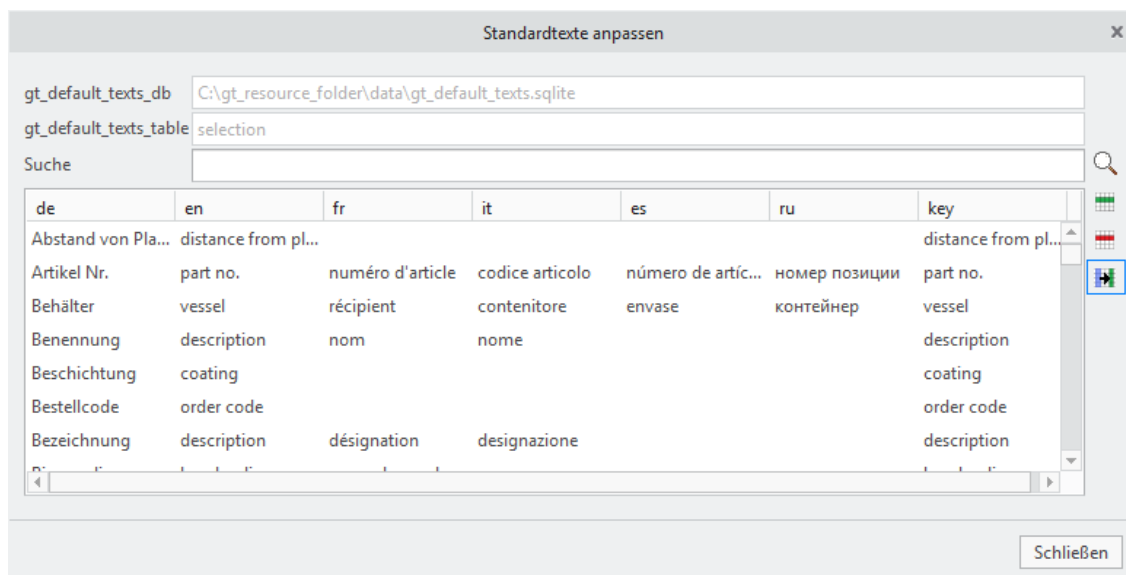 Standardtexte anpassen
gt_default_texts_db C:\gt_resource_folder\data\gt_default_texts.sqlite
gt_default_texts_table selection
Suche
de en fr it es ru key
Abstand von Pla... distance from pl... distance from pl...
Artikel Nr. part no. numéro d'article codice articolo número de artíc... номер позиции part no.
Behälter vessel récipient contenitore envase контейнер vessel
Benennung description nom nome description
Beschichtung coating coating
Bestellcode order code order code
Bezeichnung description désignation designazione description
Schließen